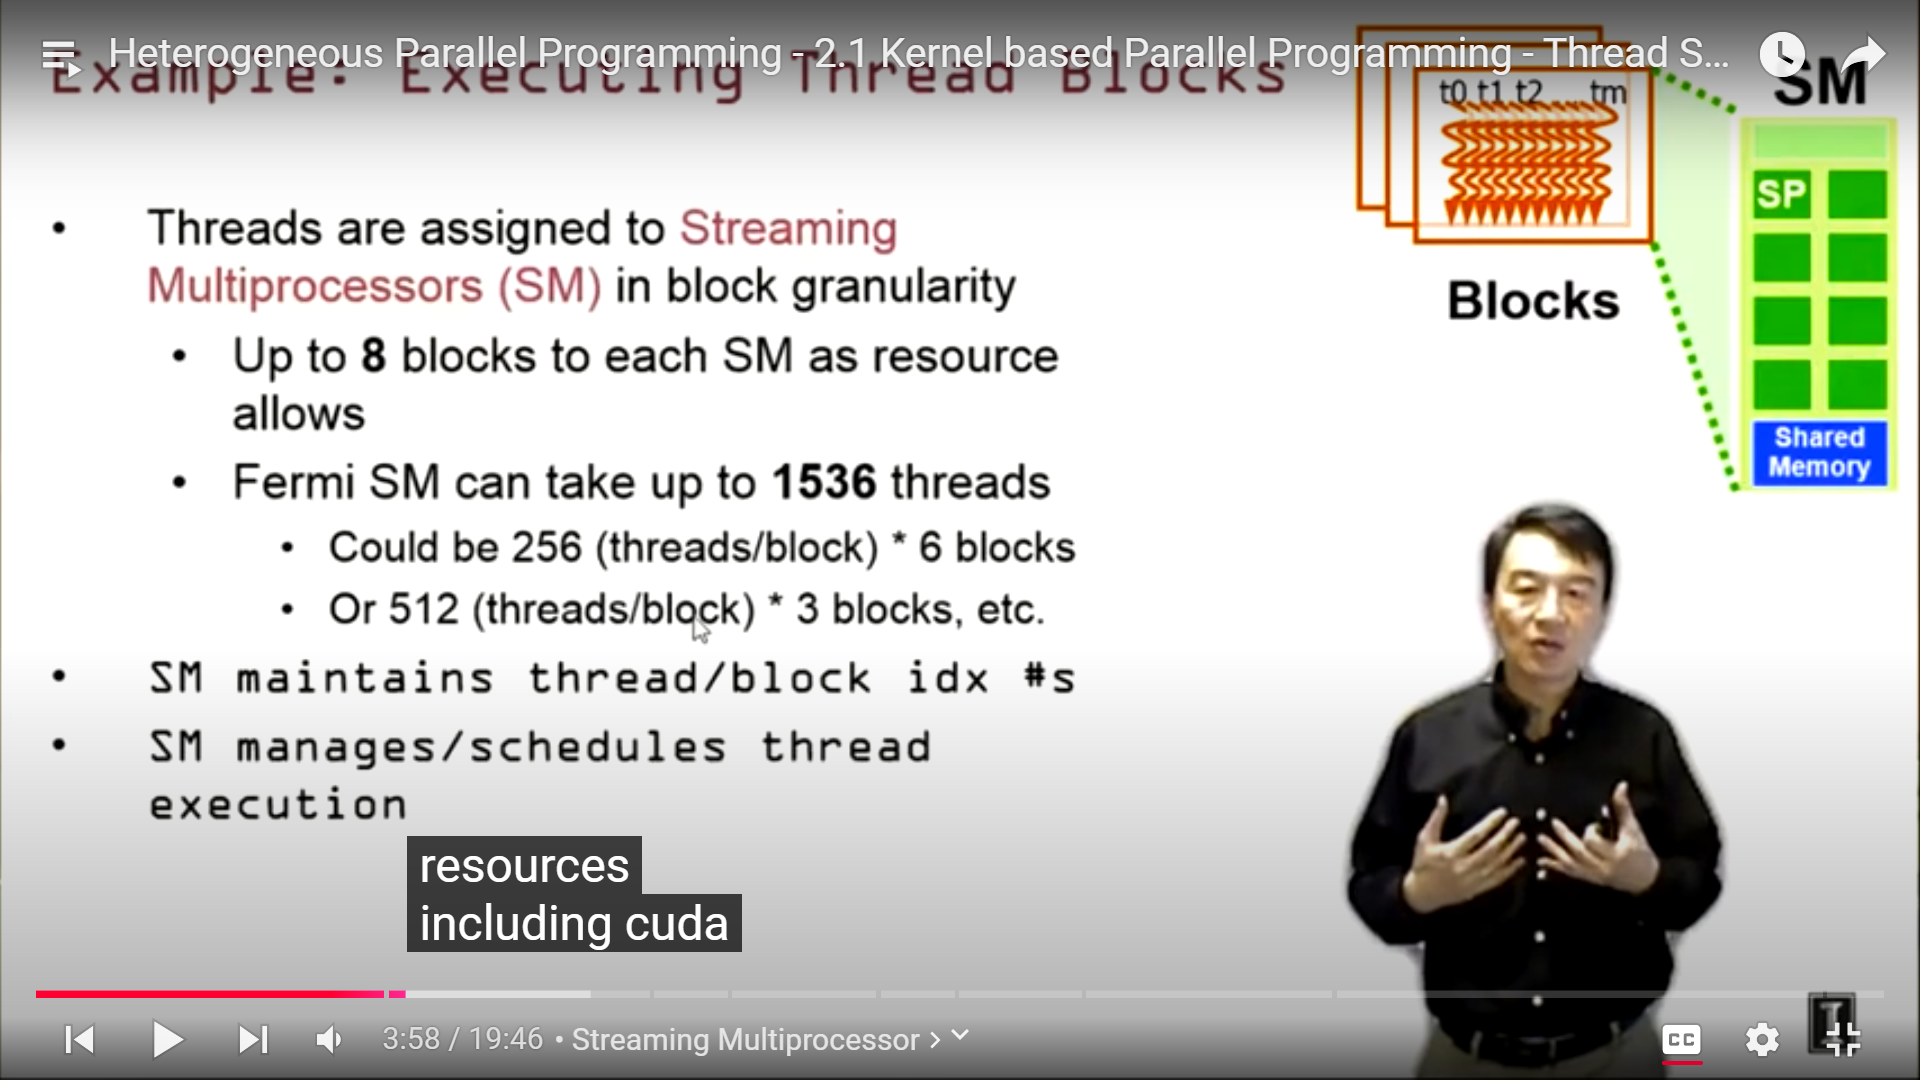 Heterogeneous Parallel Programming - 2.1 Kernel based Parallel Programming - Thread S...
Example: Executing Thread Blocks
t0 t1 t2 ... tm
SM
SP
Blocks
Shared
Memory
• Threads are assigned to Streaming
Multiprocessors (SM) in block granularity
• Up to 8 blocks to each SM as resource
allows
• Fermi SM can take up to 1536 threads
• Could be 256 (threads/block) * 6 blocks
• Or 512 (threads/block) * 3 blocks, etc.
• SM maintains thread/block idx #s
• SM manages/schedules thread
execution
resources
including cuda
3:58 / 19:46 • Streaming Multiprocessor >
CC
I